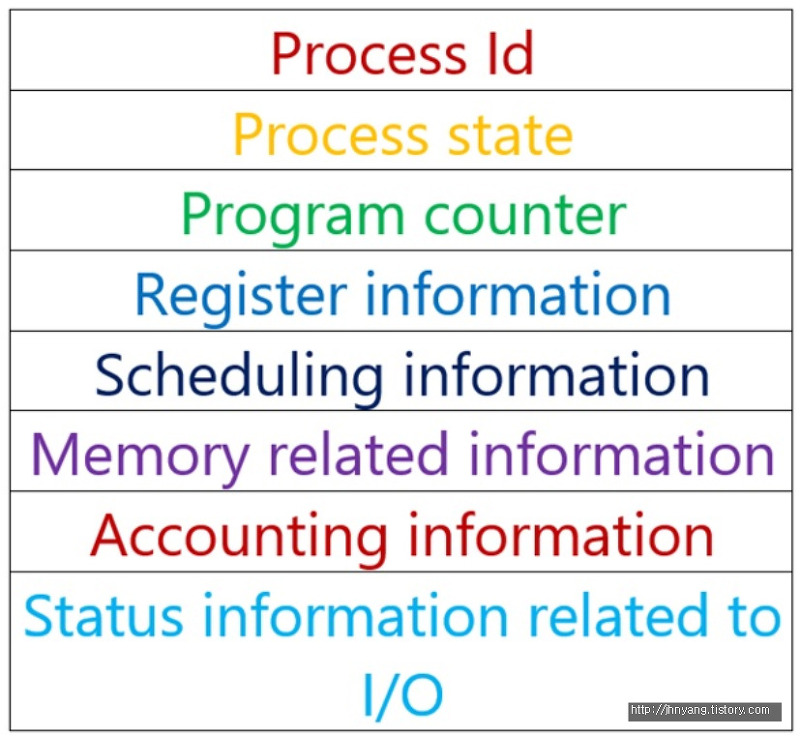 Process Id
Process state
Program counter
Register information
Scheduling information
Memory related information
Accounting information
Status information related to
I/O
http://jhnyang.tistory.com